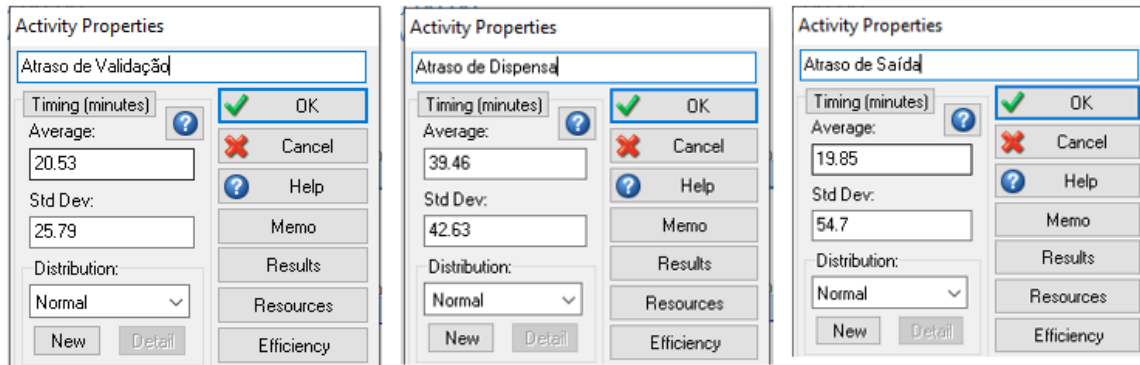 Activity Properties
Atraso de Validação
Timing (minutes)
Average:
20.53
Std Dev:
25.79
Distribution:
Normal
New
Detail
OK
Cancel
Help
Memo
Results
Resources
Efficiency
Activity Properties
Atraso de Dispensa
Timing (minutes)
Average:
39.46
Std Dev:
42.63
Distribution:
Normal
New
Detail
OK
Cancel
Help
Memo
Results
Resources
Efficiency
Activity Properties
Atraso de Saída
Timing (minutes)
Average:
19.85
Std Dev:
54.7
Distribution:
Normal
New
Detail
OK
Cancel
Help
Memo
Results
Resources
Efficiency